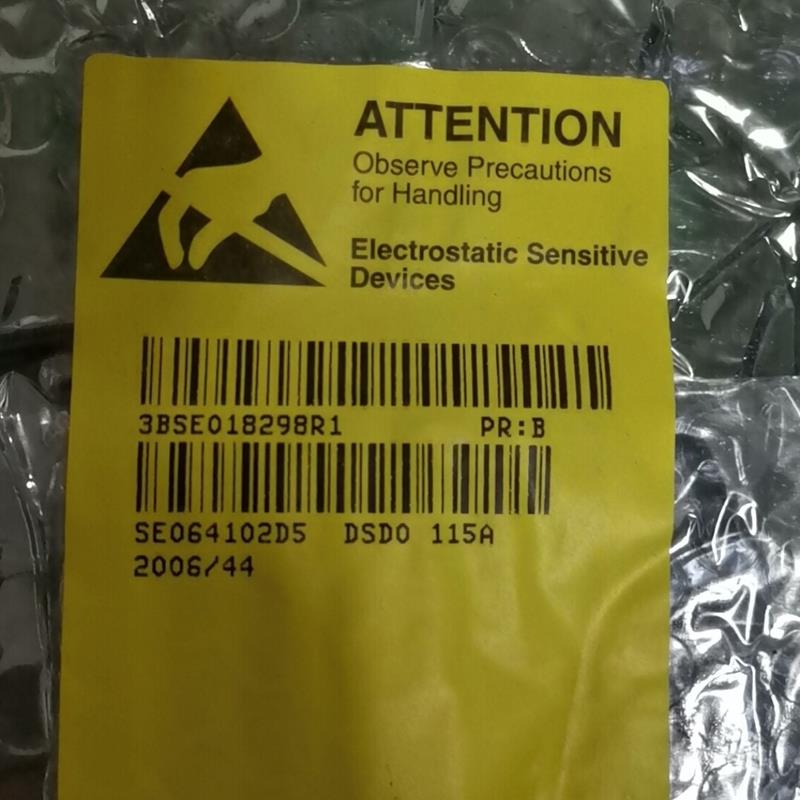 ATTENTION
Observe Precautions
for Handling
Electrostatic Sensitive
Devices
3BSE018298R1 PR:B
SE064102D5 DSDO 115A
2006/44